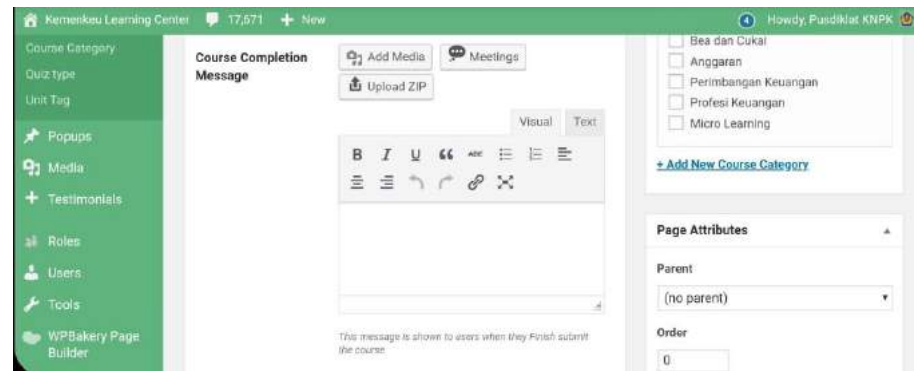 Kemenkeu Learning Center 17,571 + New
Howdy, Pusdiklat KNPK
4
Course Category
Quiz type
Unit Tag
Popups
Media
Testimonials
Roles
Users
Tools
WPBakery Page
Builder
Course Completion
Message
Add Media
Meetings
Upload ZIP
Visual Text
B I U ABC
This message is shown to users when they Finish submit
the course
Bea dan Cukai
Anggaran
Perimbangan Keuangan
Profesi Keuangan
Micro Learning
+ Add New Course Category
Page Attributes
Parent
(no parent)
Order
0